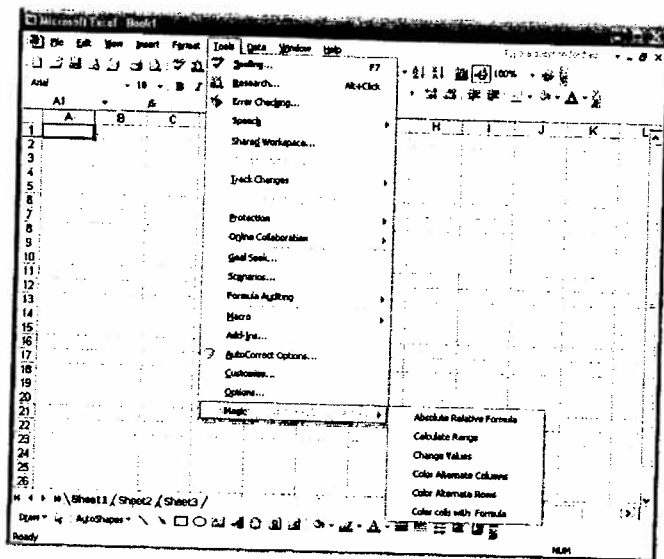 Microsoft Excel - Book1
File Edit View Insert Format Tools Data Window Help
Arial 10 B I
100%
A1 fx
A B C H I J K L
Spelling... F7
Research... Alt+Click
Error Checking...
Speech
Shared Workspace...
Track Changes
Protection
Online Collaboration
Goal Seek...
Scenarios...
Formula Auditing
Macro
Add-Ins...
AutoCorrect Options...
Customize...
Options...
Magic
Absolute Relative Formula
Calculate Range
Change Values
Color Alternate Columns
Color Alternate Rows
Color cells with Formula
1
2
3
4
5
6
7
8
9
10
11
12
13
14
15
16
17
18
19
20
21
22
23
24
25
26
Sheet1 / Sheet2 / Sheet3 /
Draw AutoShapes
Ready NUM